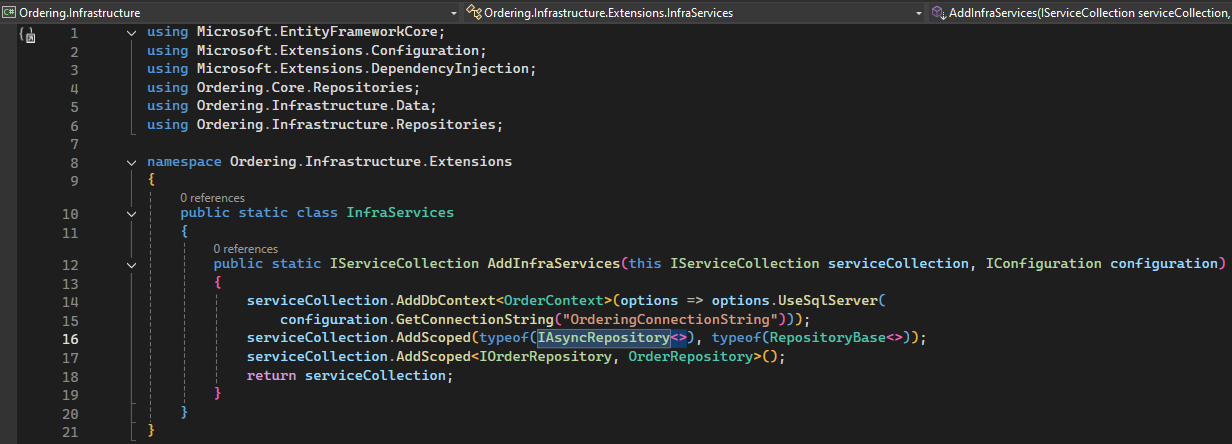 Ordering.Infrastructure Ordering.Infrastructure.Extensions.InfraServices AddInfraServices(IServiceCollection serviceCollection,
1 using Microsoft.EntityFrameworkCore;
2 using Microsoft.Extensions.Configuration;
3 using Microsoft.Extensions.DependencyInjection;
4 using Ordering.Core.Repositories;
5 using Ordering.Infrastructure.Data;
6 using Ordering.Infrastructure.Repositories;
7
8 namespace Ordering.Infrastructure.Extensions
9 {
0 references
10 public static class InfraServices
11 {
0 references
12 public static IServiceCollection AddInfraServices(this IServiceCollection serviceCollection, IConfiguration configuration)
13 {
14 serviceCollection.AddDbContext<OrderContext>(options => options.UseSqlServer(
15 configuration.GetConnectionString("OrderingConnectionString")));
16 serviceCollection.AddScoped(typeof(IAsyncRepository<>), typeof(RepositoryBase<>));
17 serviceCollection.AddScoped<IOrderRepository, OrderRepository>();
18 return serviceCollection;
19 }
20 }
21 }